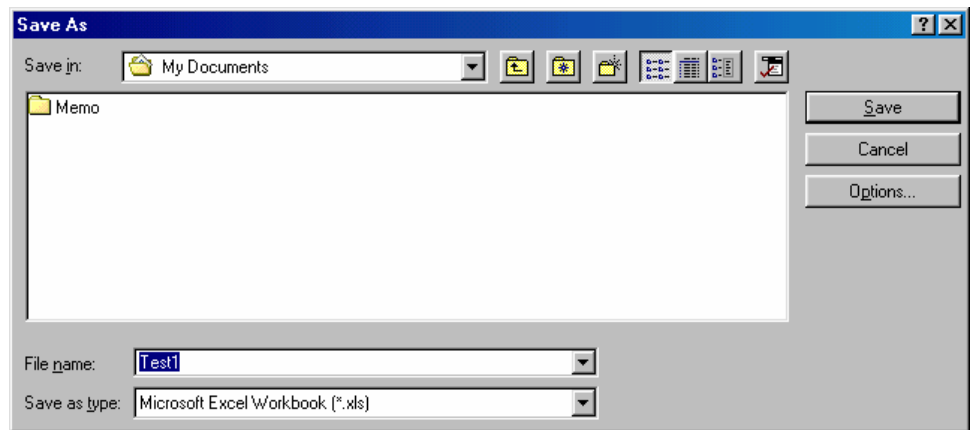 Save As
Save in: My Documents
Memo
Save
Cancel
Options...
File name: Test1
Save as type: Microsoft Excel Workbook (*.xls)